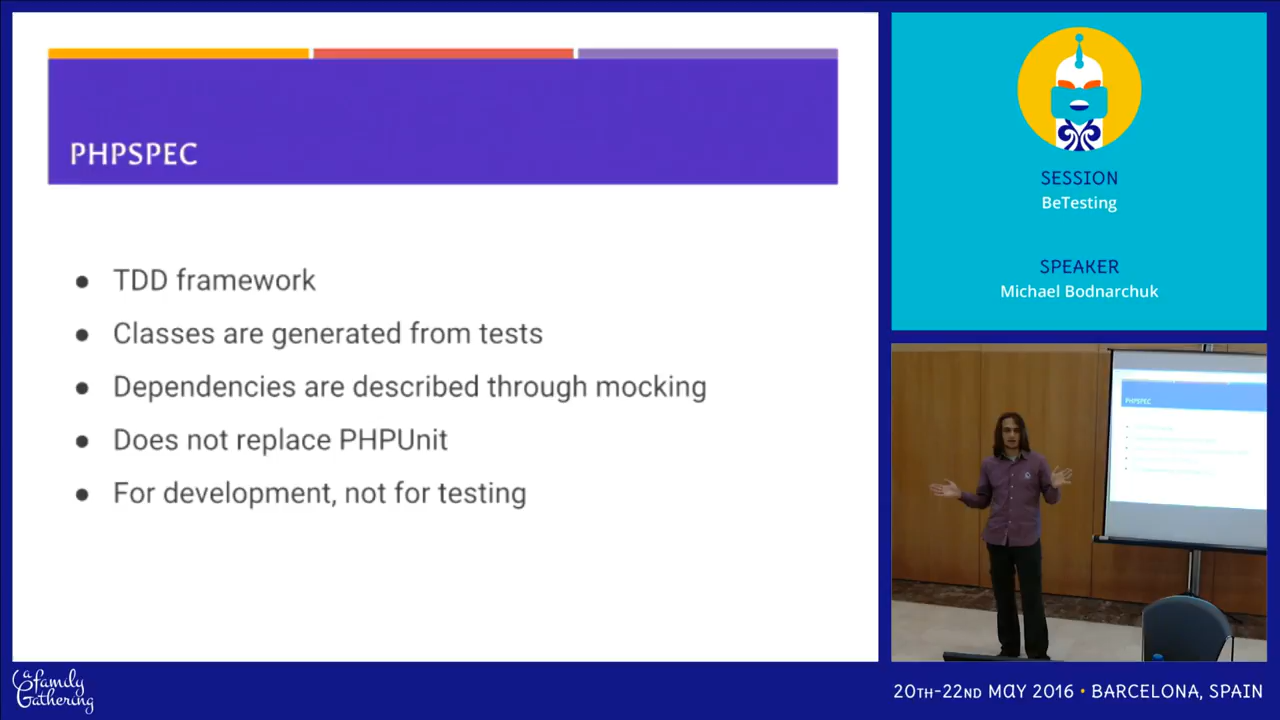 PHPSPEC
● TDD framework
● Classes are generated from tests
● Dependencies are described through mocking
● Does not replace PHPUnit
● For development, not for testing
SESSION
BeTesting
SPEAKER
Michael Bodnarchuk
PHPSPEC
a family
Gathering
20TH-22ND MAY 2016 • BARCELONA, SPAIN